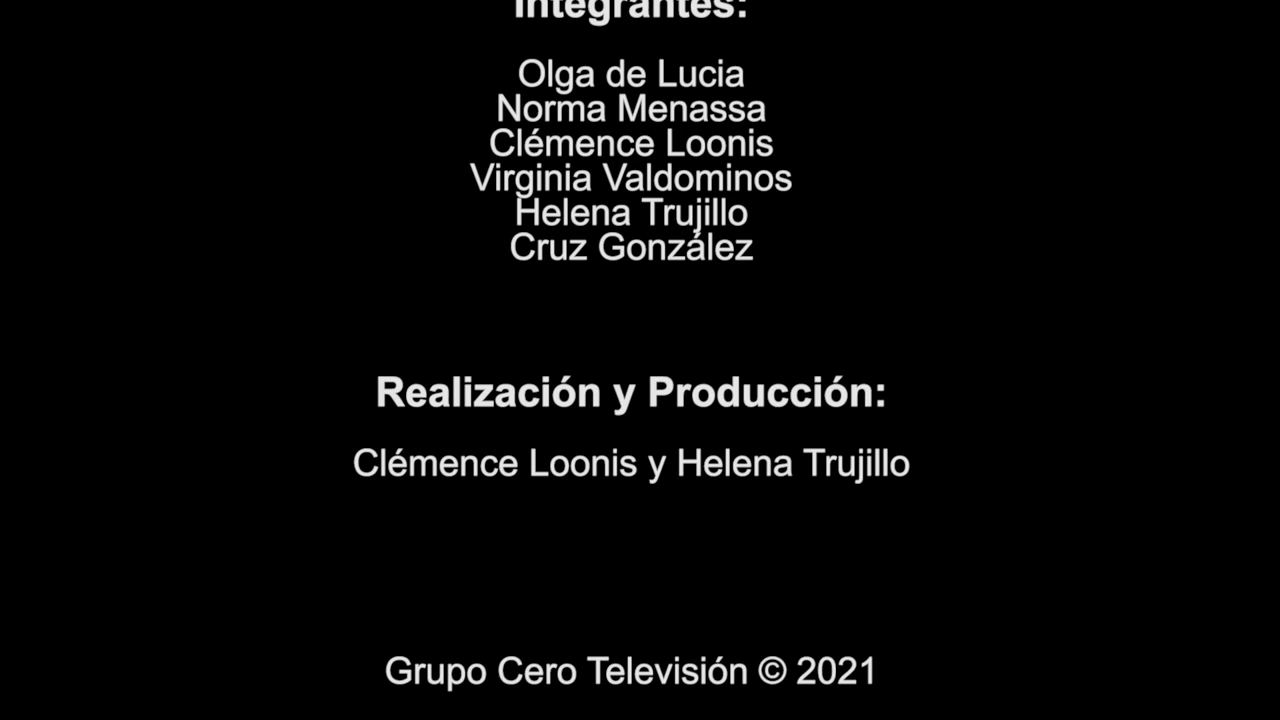 Integrantes:
Olga de Lucia
Norma Menassa
Clémence Loonis
Virginia Valdominos
Helena Trujillo
Cruz González
Realización y Producción:
Clémence Loonis y Helena Trujillo
Grupo Cero Televisión © 2021